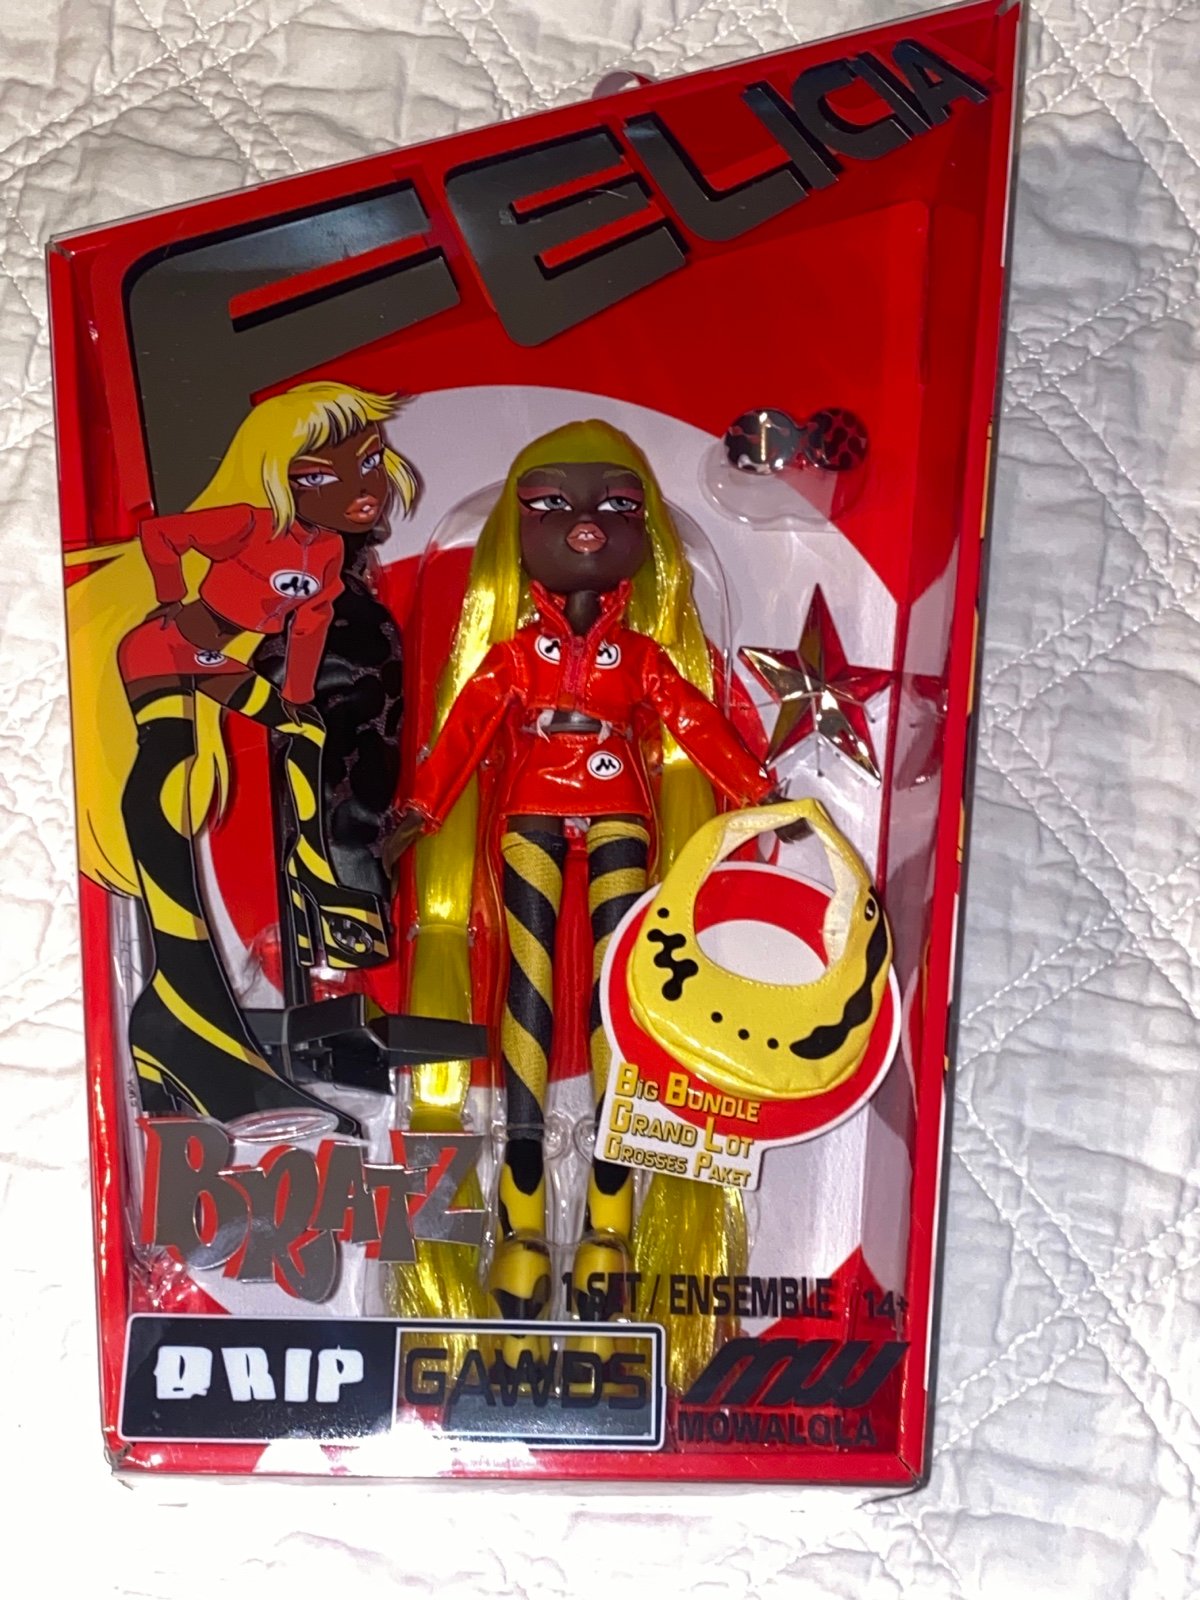 FELICIA
BiG BUNDLE
GRAND LOT
GROSSES PAKET
BRATZ
1 SET / ENSEMBLE 14+
DRIP GAWDS
MW
MOWALOLA